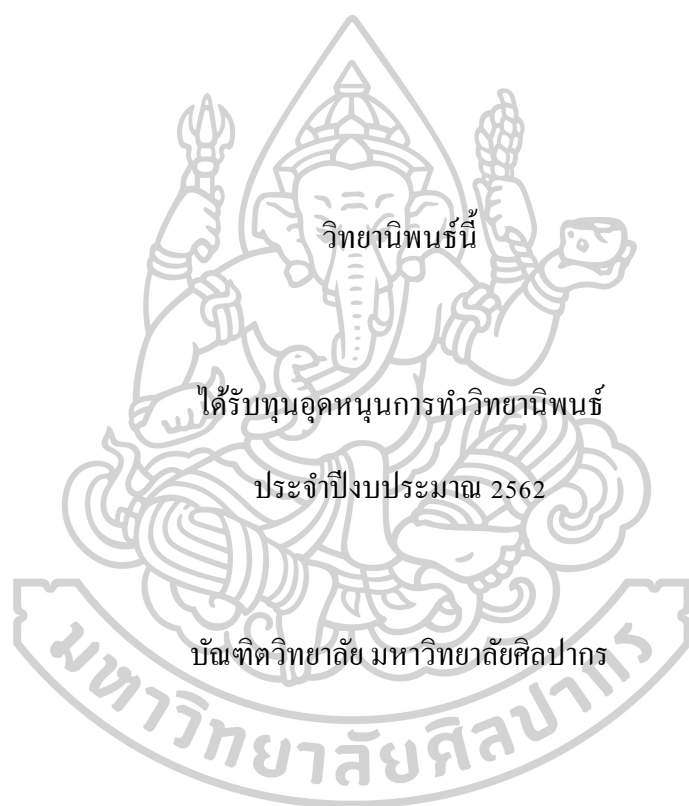 วิทยานิพนธ์นี้
ได้รับทุนอุดหนุนการทำวิทยานิพนธ์
ประจำปีงบประมาณ 2562
บัณฑิตวิทยาลัย มหาวิทยาลัยศิลปากร
มหาวิทยาลัยศิลปากร